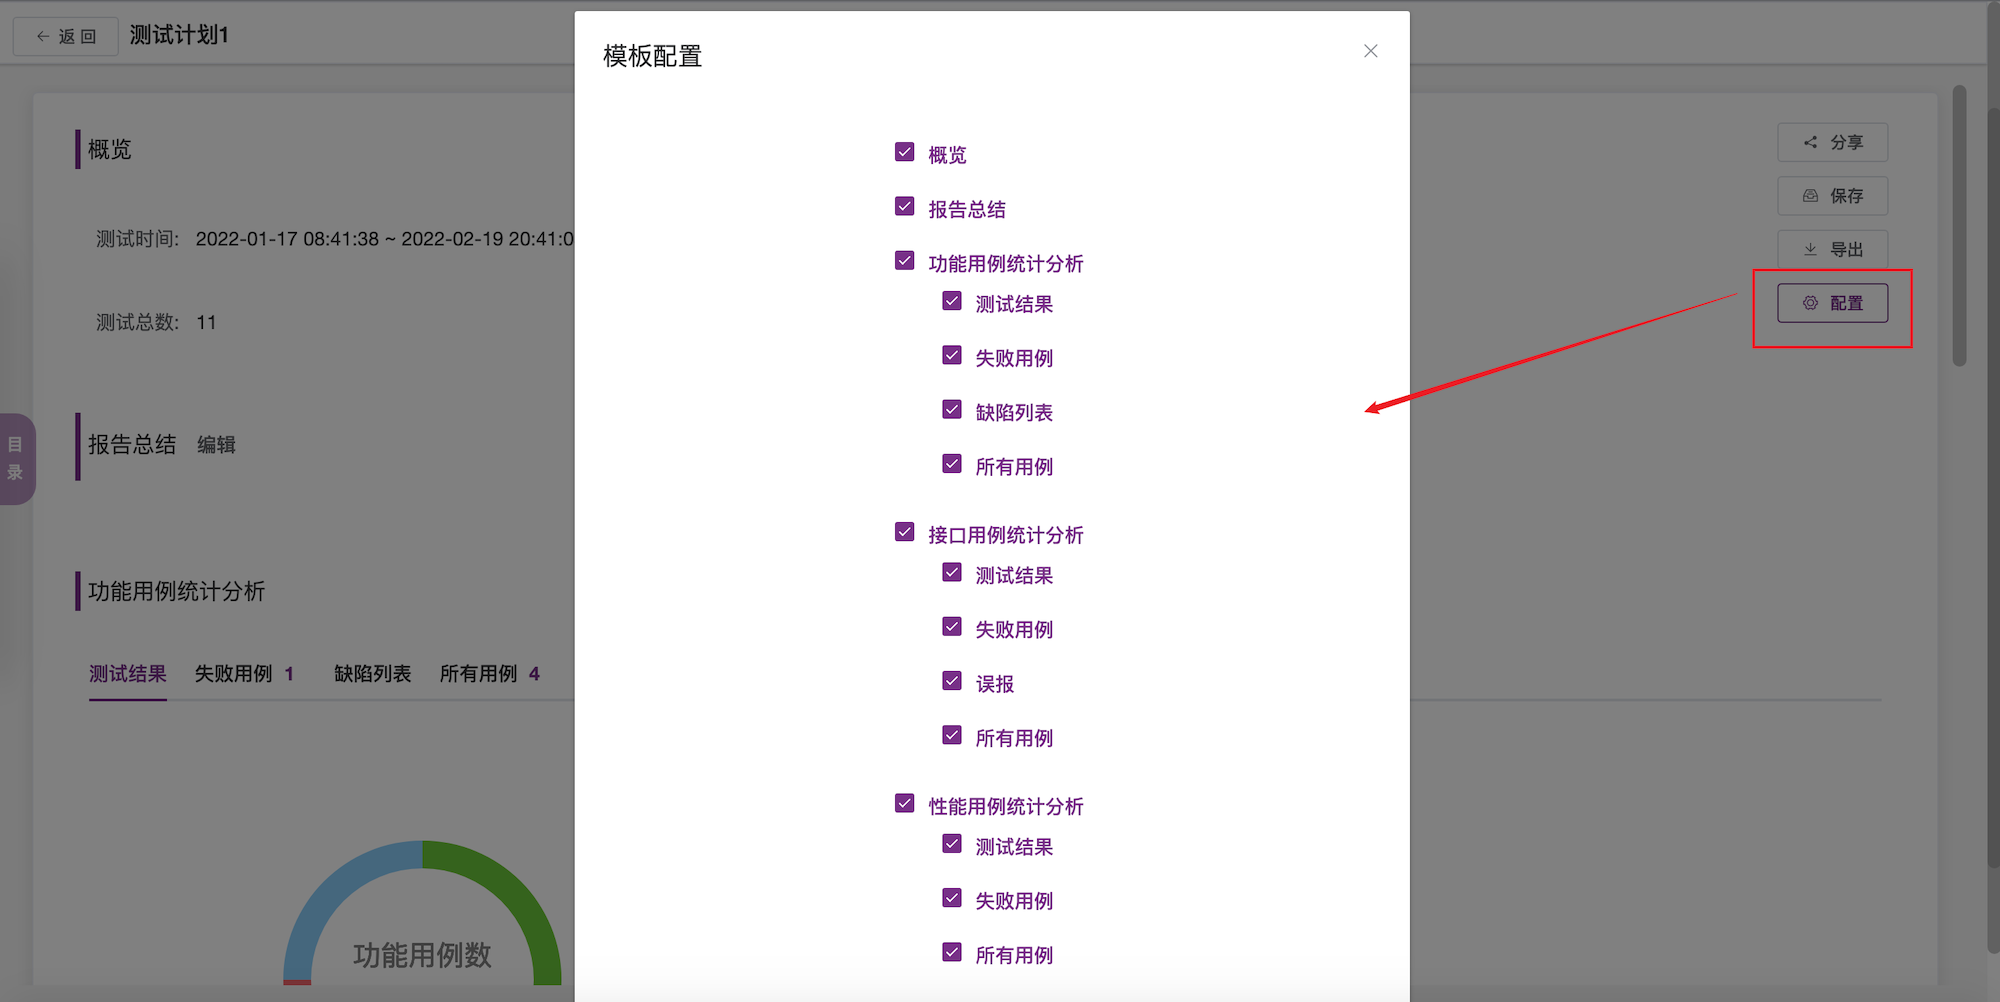 返 回
测试计划1
概览
测试时间: 2022-01-17 08:41:38 ~ 2022-02-19 20:41:0
测试总数: 11
目
录
报告总结 编辑
功能用例统计分析
测试结果 失败用例 1 缺陷列表 所有用例 4
功能用例数
模板配置
概览
报告总结
功能用例统计分析
测试结果
失败用例
缺陷列表
所有用例
接口用例统计分析
测试结果
失败用例
误报
所有用例
性能用例统计分析
测试结果
失败用例
所有用例
分享
保存
导出
配置